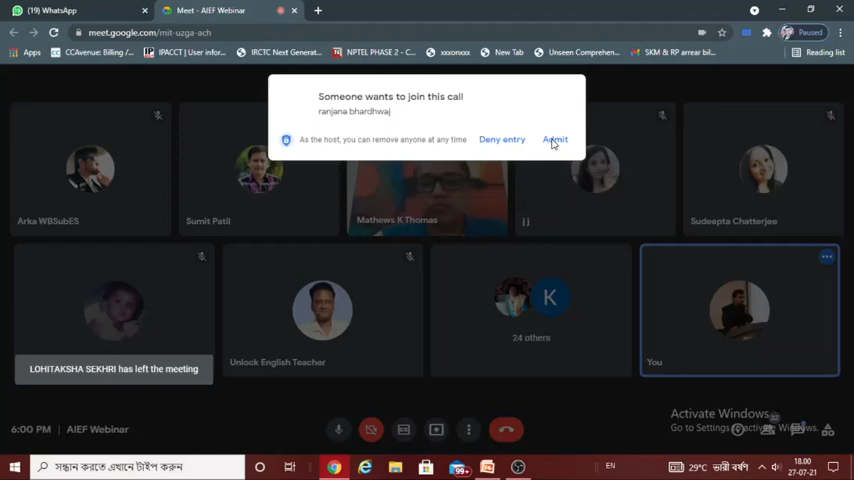 (19) WhatsApp
Meet - AIEF Webinar
meet.google.com/mit-uzga-ach
Paused
Apps
CCAvenue: Billing /...
IPACCT | User infor...
IRCTC Next Generat...
NPTEL PHASE 2 - C...
xxxonxxx
New Tab
Unseen Comprehen...
SKM & RP arrear bil...
Reading list
Someone wants to join this call
ranjana bhardhwaj
As the host, you can remove anyone at any time
Deny entry
Admit
Arka WBSubES
Sumit Patil
Mathews K Thomas
j j
Sudeepta Chatterjee
K
24 others
LOHITAKSHA SEKHRI has left the meeting
Unlock English Teacher
You
Activate Windows
Go to Settings to activate Windows.
6:00 PM | AIEF Webinar
32
সন্ধান করতে এখানে টাইপ করুন
99+
EN
29°C ভারী বর্ষণ
18.00
27-07-21